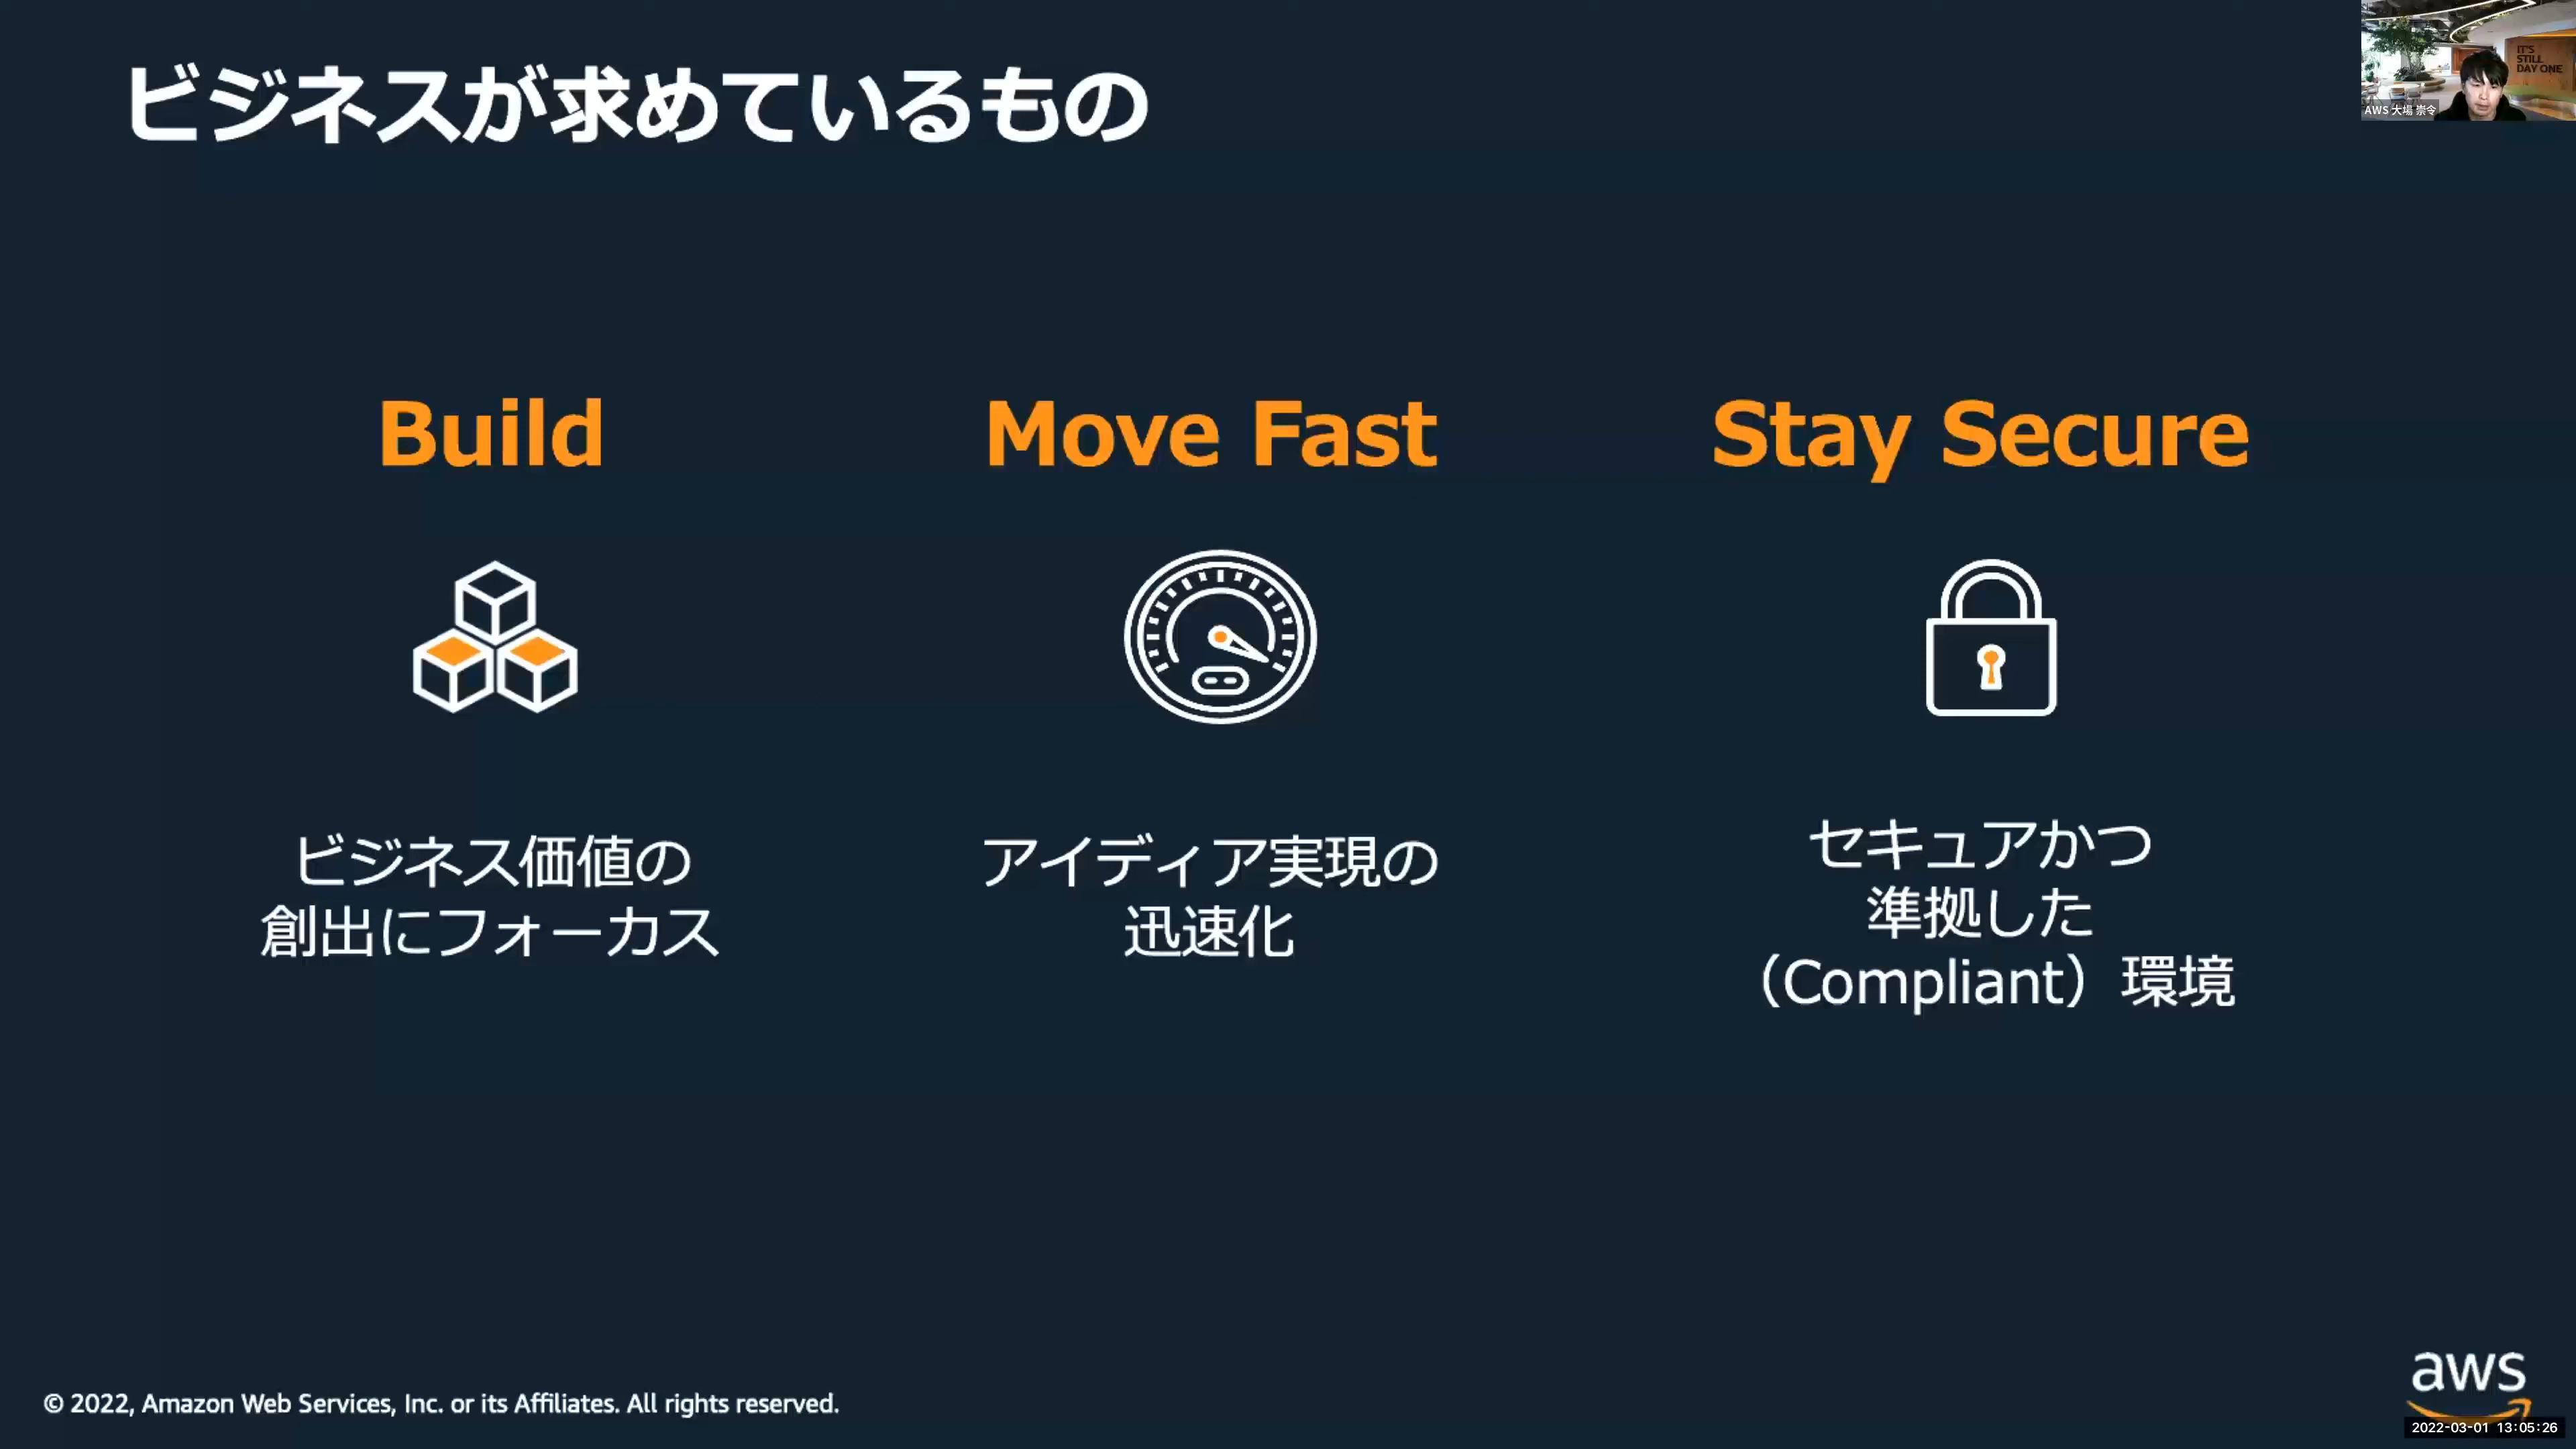 ビジネスが求めているもの
IT'S
STILL
DAY ONE
AWS 大場 崇令
Build
Move Fast
Stay Secure
ビジネス価値の
創出にフォーカス
アイディア実現の
迅速化
セキュアかつ
準拠した
（Compliant）環境
© 2022, Amazon Web Services, Inc. or its Affiliates. All rights reserved.
aws
2022-03-01 13:05:26